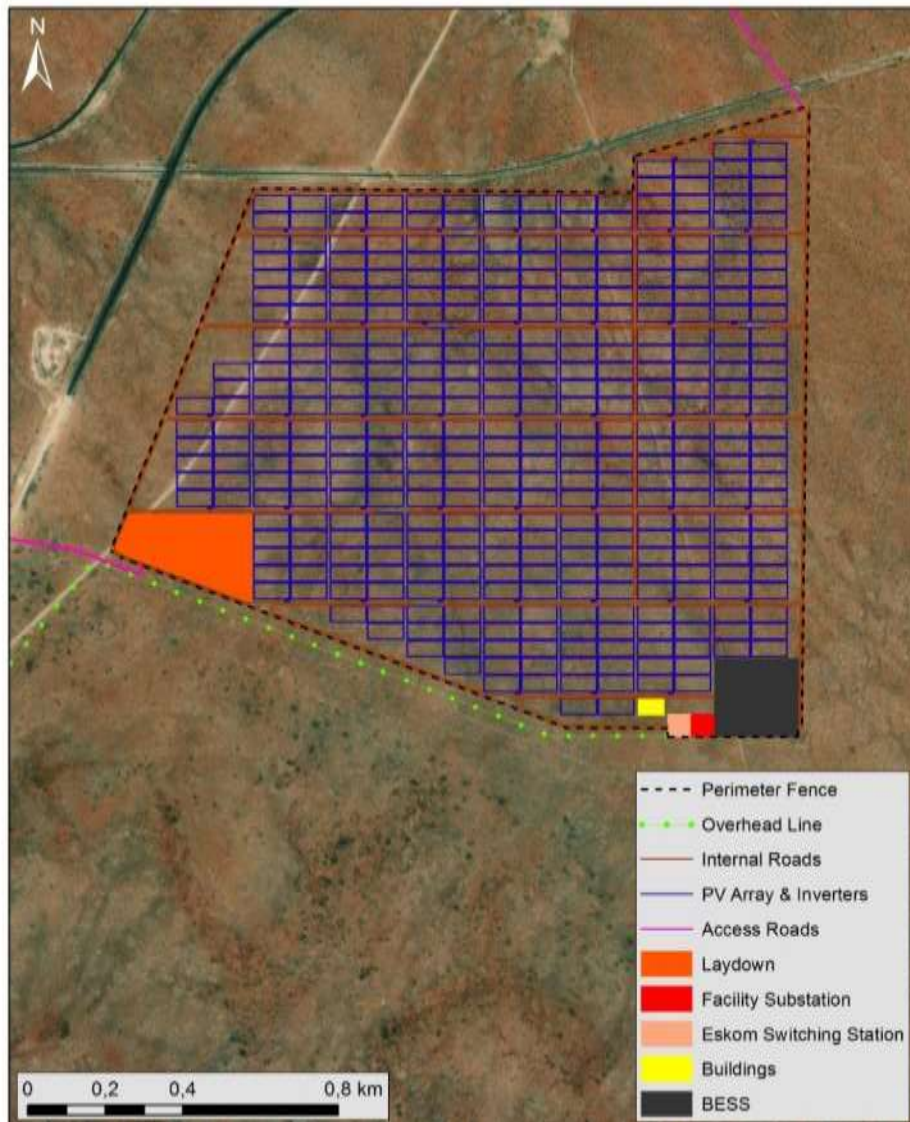 N
Perimeter Fence
Overhead Line
Internal Roads
PV Array & Inverters
Access Roads
Laydown
Facility Substation
Eskom Switching Station
Buildings
BESS
0 0,2 0,4 0,8 km